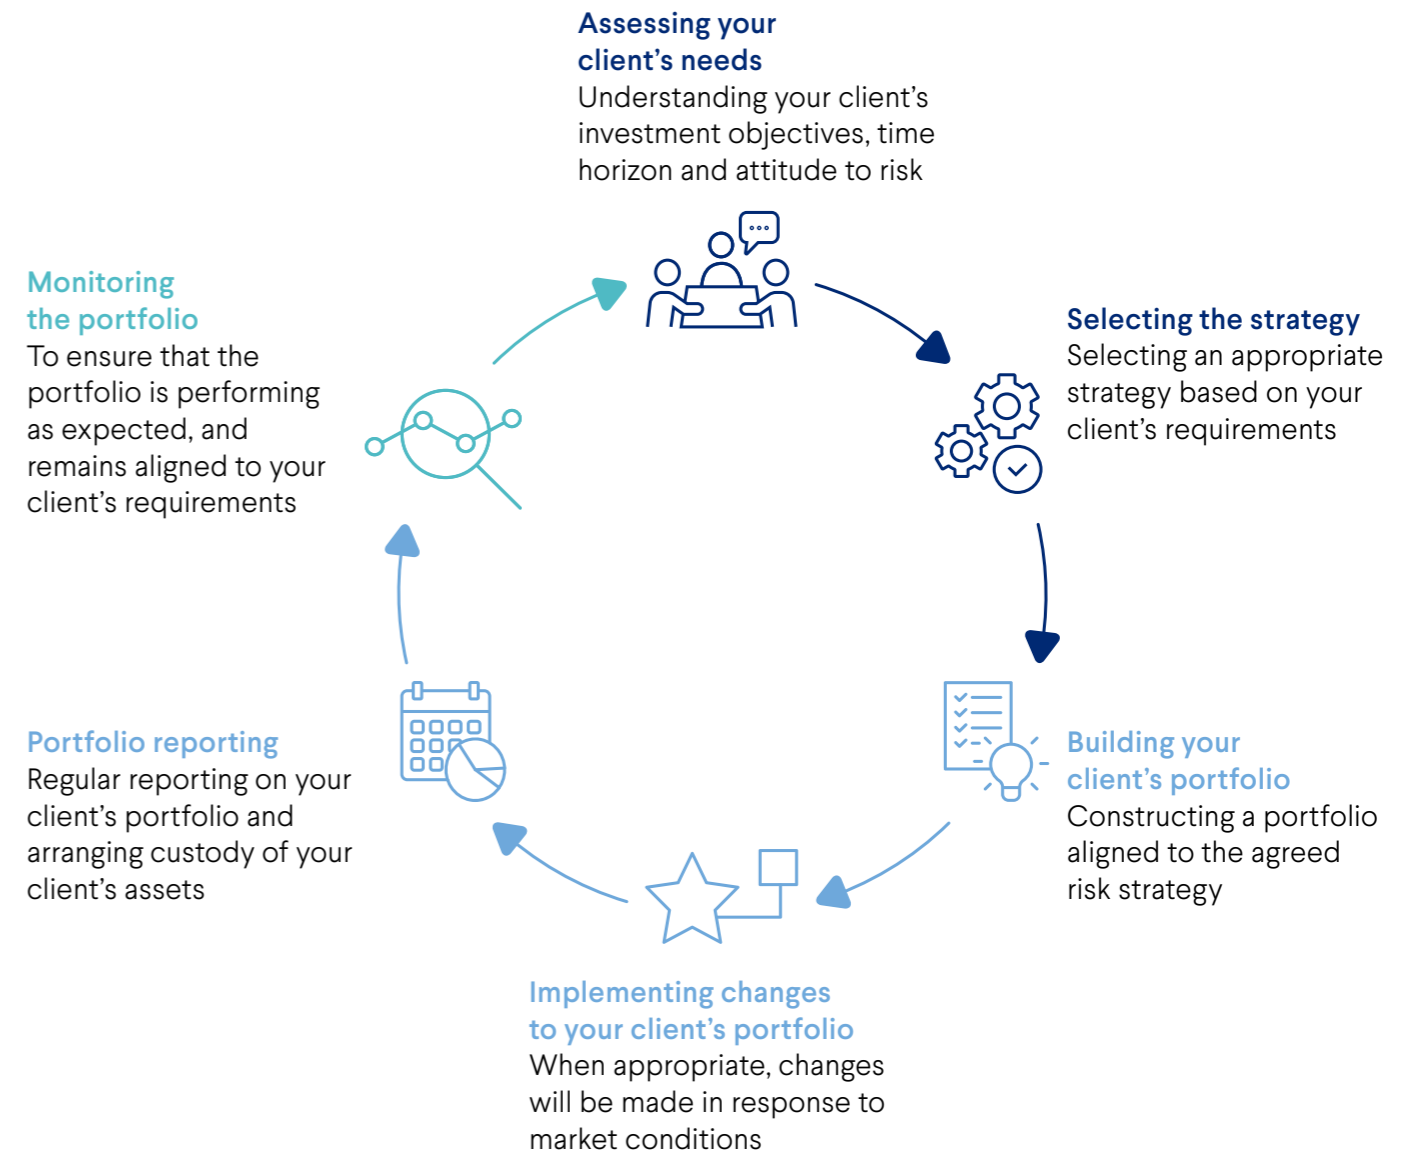 Assessing your
client’s needs
Understanding your client’s
investment objectives, time
horizon and attitude to risk
Selecting the strategy
Selecting an appropriate
strategy based on your
client’s requirements
Building your
client’s portfolio
Constructing a portfolio
aligned to the agreed
risk strategy
Implementing changes
to your client’s portfolio
When appropriate, changes
will be made in response to
market conditions
Portfolio reporting
Regular reporting on your
client’s portfolio and
arranging custody of your
client’s assets
Monitoring
the portfolio
To ensure that the
portfolio is performing
as expected, and
remains aligned to your
client’s requirements